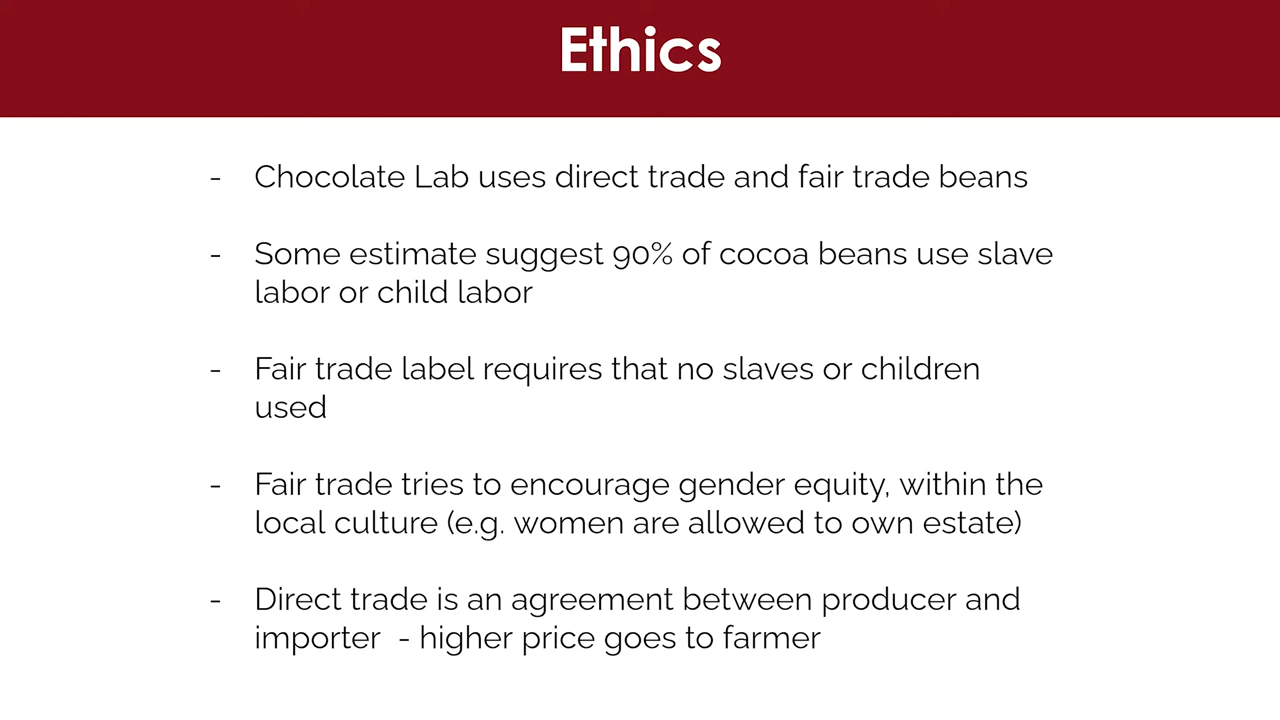 Ethics
- Chocolate Lab uses direct trade and fair trade beans
- Some estimate suggest 90% of cocoa beans use slave
labor or child labor
- Fair trade label requires that no slaves or children
used
- Fair trade tries to encourage gender equity, within the
local culture (e.g. women are allowed to own estate)
- Direct trade is an agreement between producer and
importer - higher price goes to farmer